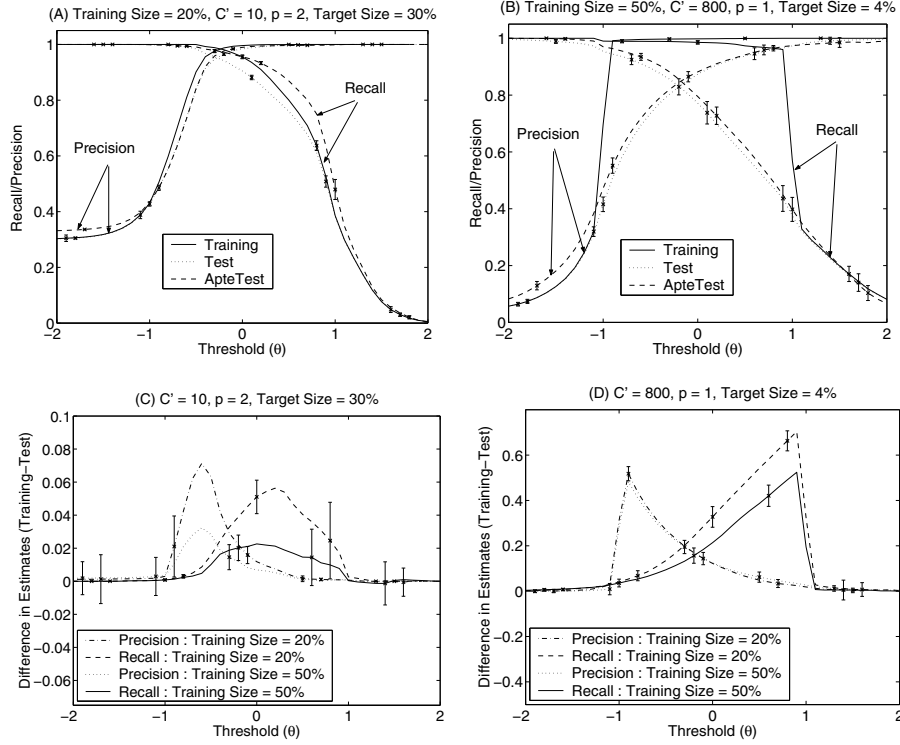 (A) Training Size = 20%, C' = 10, p = 2, Target Size = 30%
Recall/Precision
1
0.8
0.6
0.4
0.2
0
Precision
Recall
Training
Test
ApteTest
−2
−1
0
1
2
Threshold (θ)
(B) Training Size = 50%, C' = 800, p = 1, Target Size = 4%
Recall/Precision
1
0.8
0.6
0.4
0.2
0
Precision
Recall
Training
Test
ApteTest
−2
−1
0
1
2
Threshold (θ)
(C) C' = 10, p = 2, Target Size = 30%
Difference in Estimates (Training−Test)
0.1
0.08
0.06
0.04
0.02
0
−0.02
−0.04
−0.06
Precision : Training Size = 20%
Recall : Training Size = 20%
Precision : Training Size = 50%
Recall : Training Size = 50%
−2
−1
0
1
2
Threshold (θ)
(D) C' = 800, p = 1, Target Size = 4%
Difference in Estimates (Training−Test)
0.6
0.4
0.2
0
−0.2
−0.4
Precision : Training Size = 20%
Recall : Training Size = 20%
Precision : Training Size = 50%
Recall : Training Size = 50%
−2
−1
0
1
2
Threshold (θ)